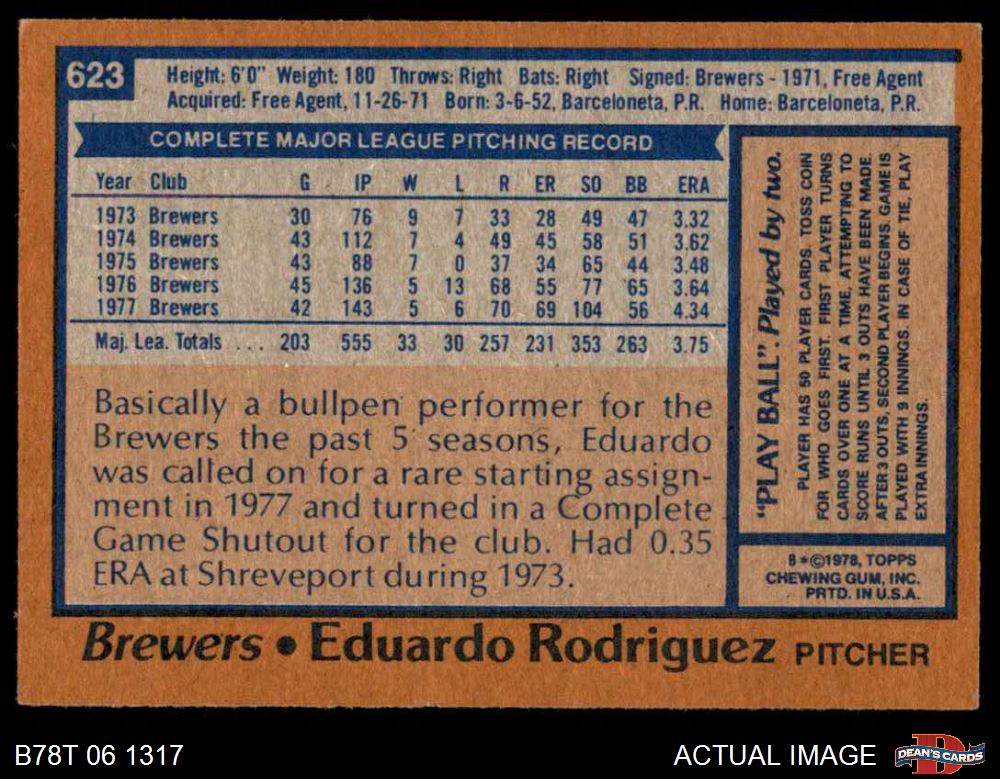 623
Height: 6'0" Weight: 180 Throws: Right Bats: Right Signed: Brewers - 1971, Free Agent
Acquired: Free Agent, 11-26-71 Born: 3-6-52, Barceloneta, P.R. Home: Barceloneta, P.R.
COMPLETE MAJOR LEAGUE PITCHING RECORD
Year Club G IP W L R ER SO BB ERA
1973 Brewers 30 76 9 7 33 28 49 47 3.32
1974 Brewers 43 112 7 4 49 45 58 51 3.62
1975 Brewers 43 88 7 0 37 34 65 44 3.48
1976 Brewers 45 136 5 13 68 55 77 65 3.64
1977 Brewers 42 143 5 6 70 69 104 56 4.34
Maj. Lea. Totals ... 203 555 33 30 257 231 353 263 3.75
Basically a bullpen performer for the
Brewers the past 5 seasons, Eduardo
was called on for a rare starting assign-
ment in 1977 and turned in a Complete
Game Shutout for the club. Had 0.35
ERA at Shreveport during 1973.
"PLAY BALL". Played by two.
PLAYER HAS 50 PLAYER CARDS. TOSS COIN
FOR WHO GOES FIRST. FIRST PLAYER TURNS
CARDS OVER ONE AT A TIME, ATTEMPTING TO
SCORE RUNS UNTIL 3 OUTS HAVE BEEN MADE.
AFTER 3 OUTS, SECOND PLAYER BEGINS. GAME IS
PLAYED WITH 9 INNINGS. IN CASE OF TIE, PLAY
EXTRA INNINGS.
B*©1978, TOPPS
CHEWING GUM, INC.
PRTD. IN U.S.A.
Brewers • Eduardo Rodriguez PITCHER
B78T 06 1317
ACTUAL IMAGE
D
DEAN'S CARDS